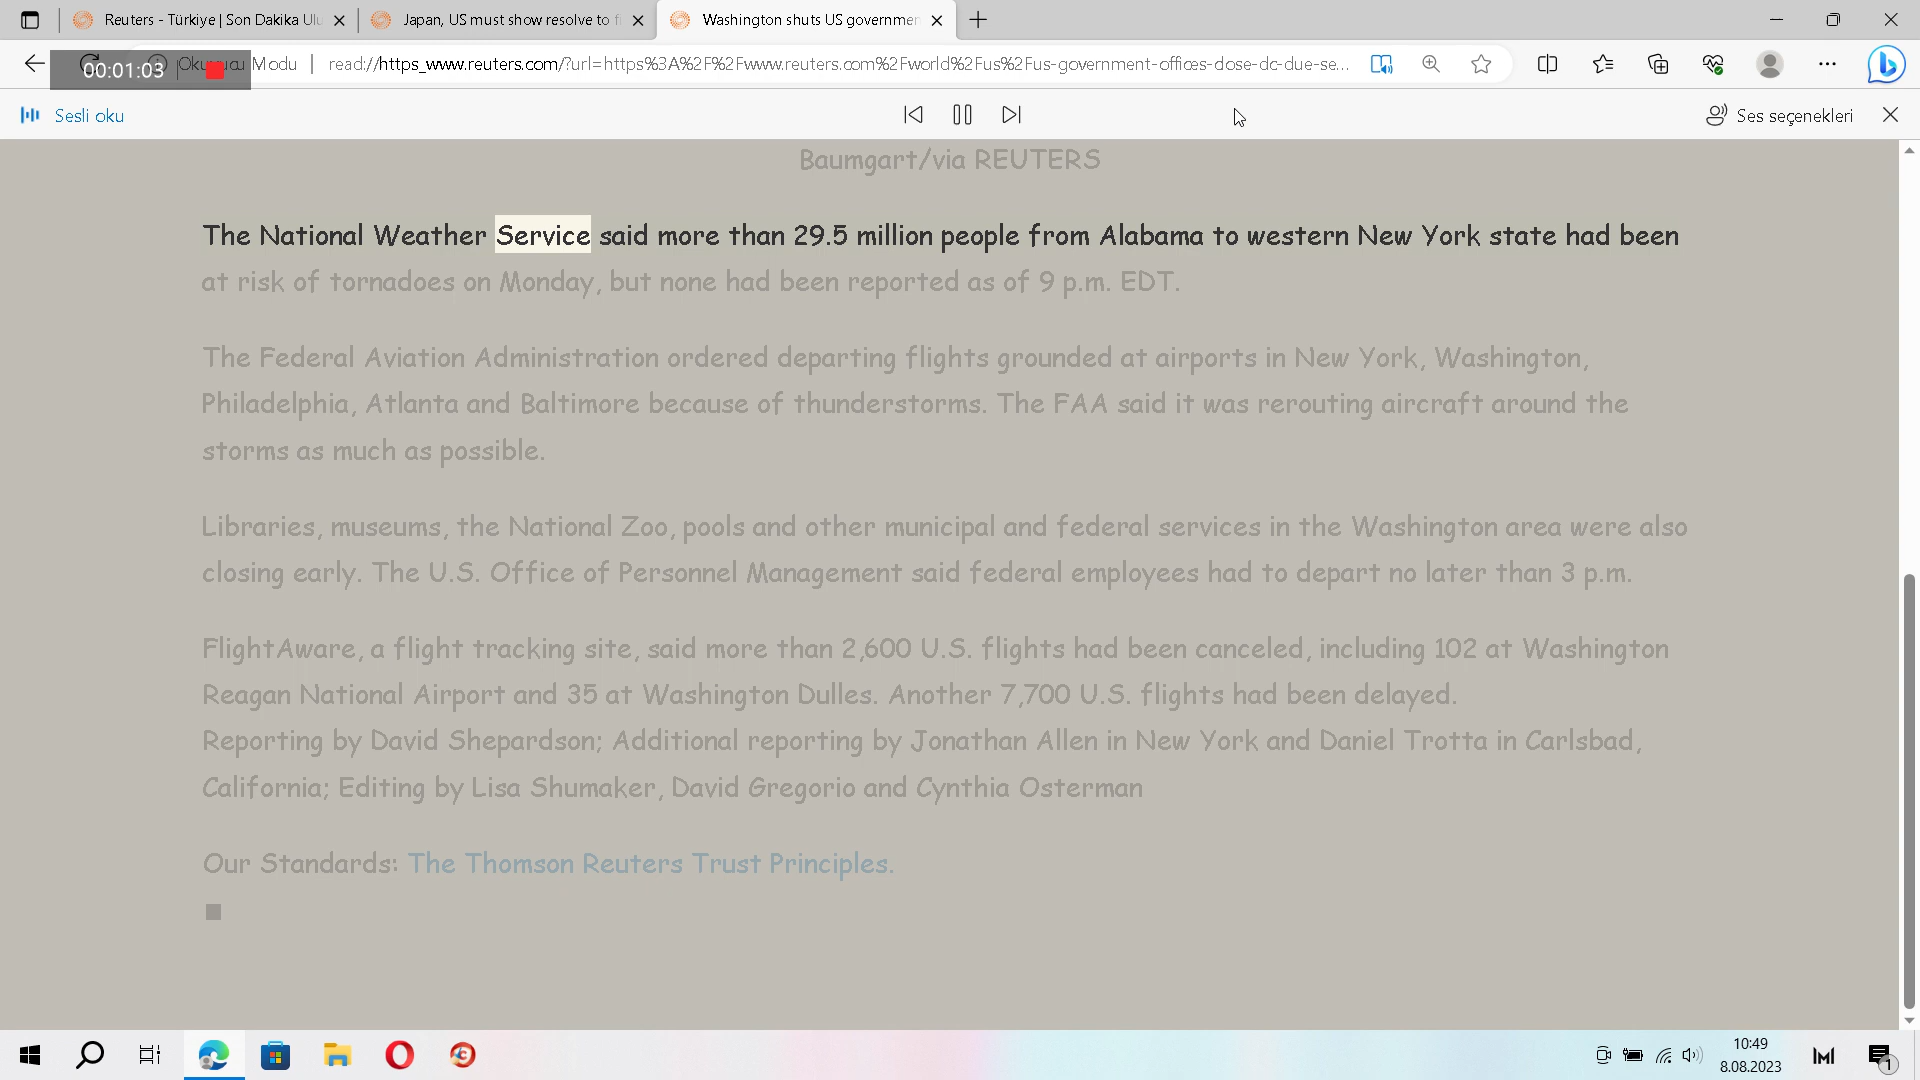 Reuters - Türkiye | Son Dakika Ulu
Japan, US must show resolve to fi
Washington shuts US governmen
00:01:03
Modu
read://https_www.reuters.com/?url=https%3A%2F%2Fwww.reuters.com%2Fworld%2Fus%2Fus-government-offices-close-dc-due-se...
Sesli oku
Ses seçenekleri
Baumgart/via REUTERS
The National Weather Service said more than 29.5 million people from Alabama to western New York state had been
at risk of tornadoes on Monday, but none had been reported as of 9 p.m. EDT.
The Federal Aviation Administration ordered departing flights grounded at airports in New York, Washington,
Philadelphia, Atlanta and Baltimore because of thunderstorms. The FAA said it was rerouting aircraft around the
storms as much as possible.
Libraries, museums, the National Zoo, pools and other municipal and federal services in the Washington area were also
closing early. The U.S. Office of Personnel Management said federal employees had to depart no later than 3 p.m.
FlightAware, a flight tracking site, said more than 2,600 U.S. flights had been canceled, including 102 at Washington
Reagan National Airport and 35 at Washington Dulles. Another 7,700 U.S. flights had been delayed.
Reporting by David Shepardson; Additional reporting by Jonathan Allen in New York and Daniel Trotta in Carlsbad,
California; Editing by Lisa Shumaker, David Gregorio and Cynthia Osterman
Our Standards: The Thomson Reuters Trust Principles.
10:49
8.08.2023
1